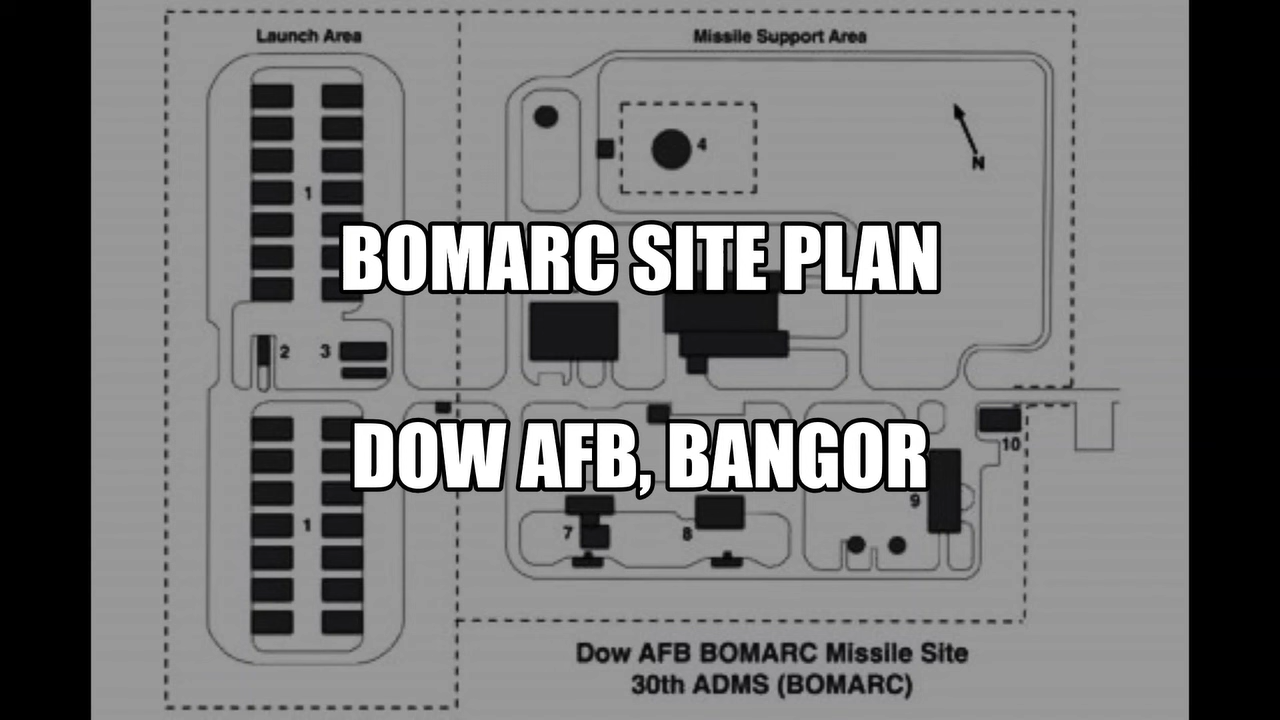 Launch Area
Missile Support Area
4
N
1
BOMARC SITE PLAN
2
3
DOW AFB, BANGOR
10
9
1
7
8
Dow AFB BOMARC Missile Site
30th ADMS (BOMARC)